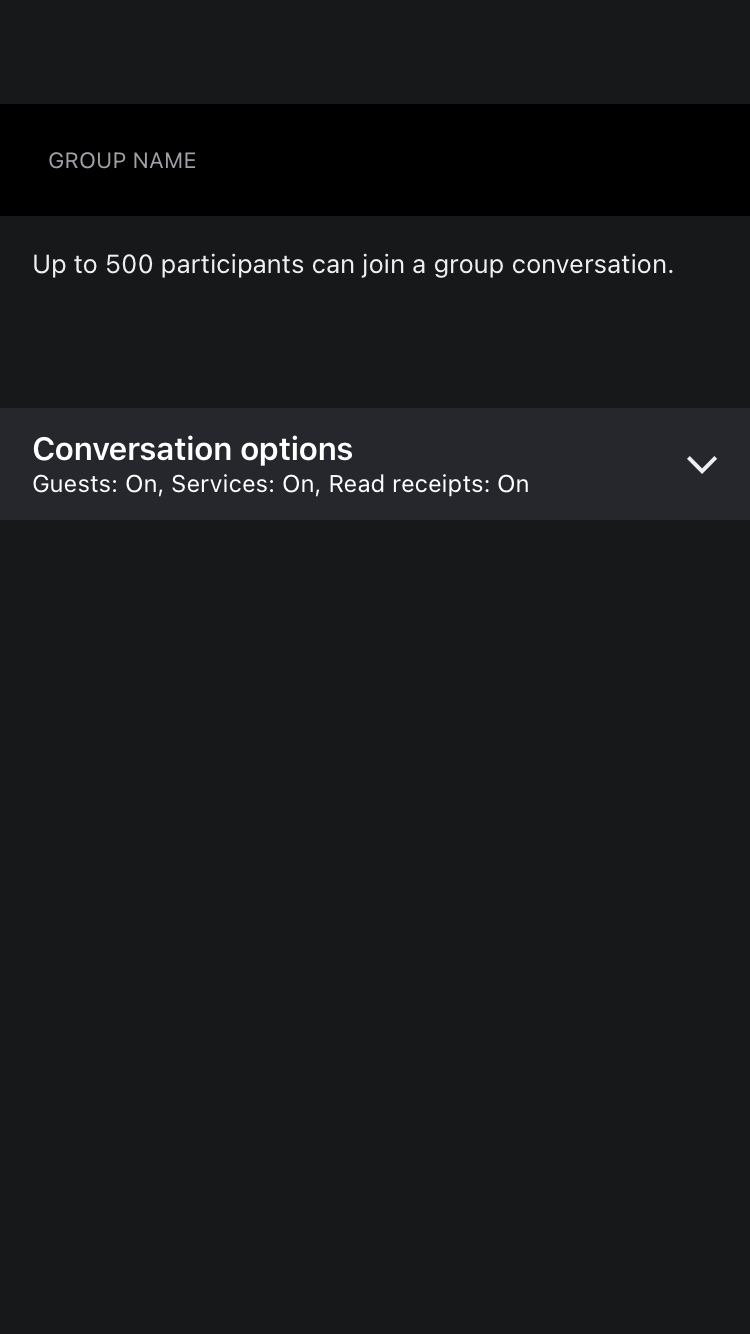 GROUP NAME
Up to 500 participants can join a group conversation.
Conversation options
Guests: On, Services: On, Read receipts: On